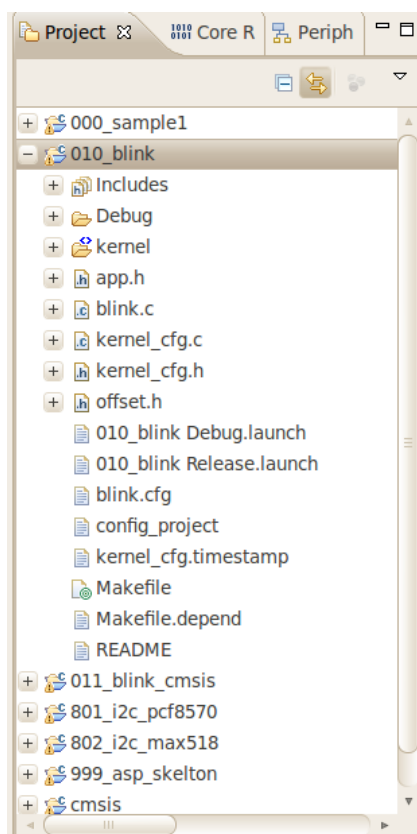 Project Core R Periph
000_sample1
010_blink
Includes
Debug
kernel
app.h
blink.c
kernel_cfg.c
kernel_cfg.h
offset.h
010_blink Debug.launch
010_blink Release.launch
blink.cfg
config_project
kernel_cfg.timestamp
Makefile
Makefile.depend
README
011_blink_cmsis
801_i2c_pcf8570
802_i2c_max518
999_asp_skelton
cmsis